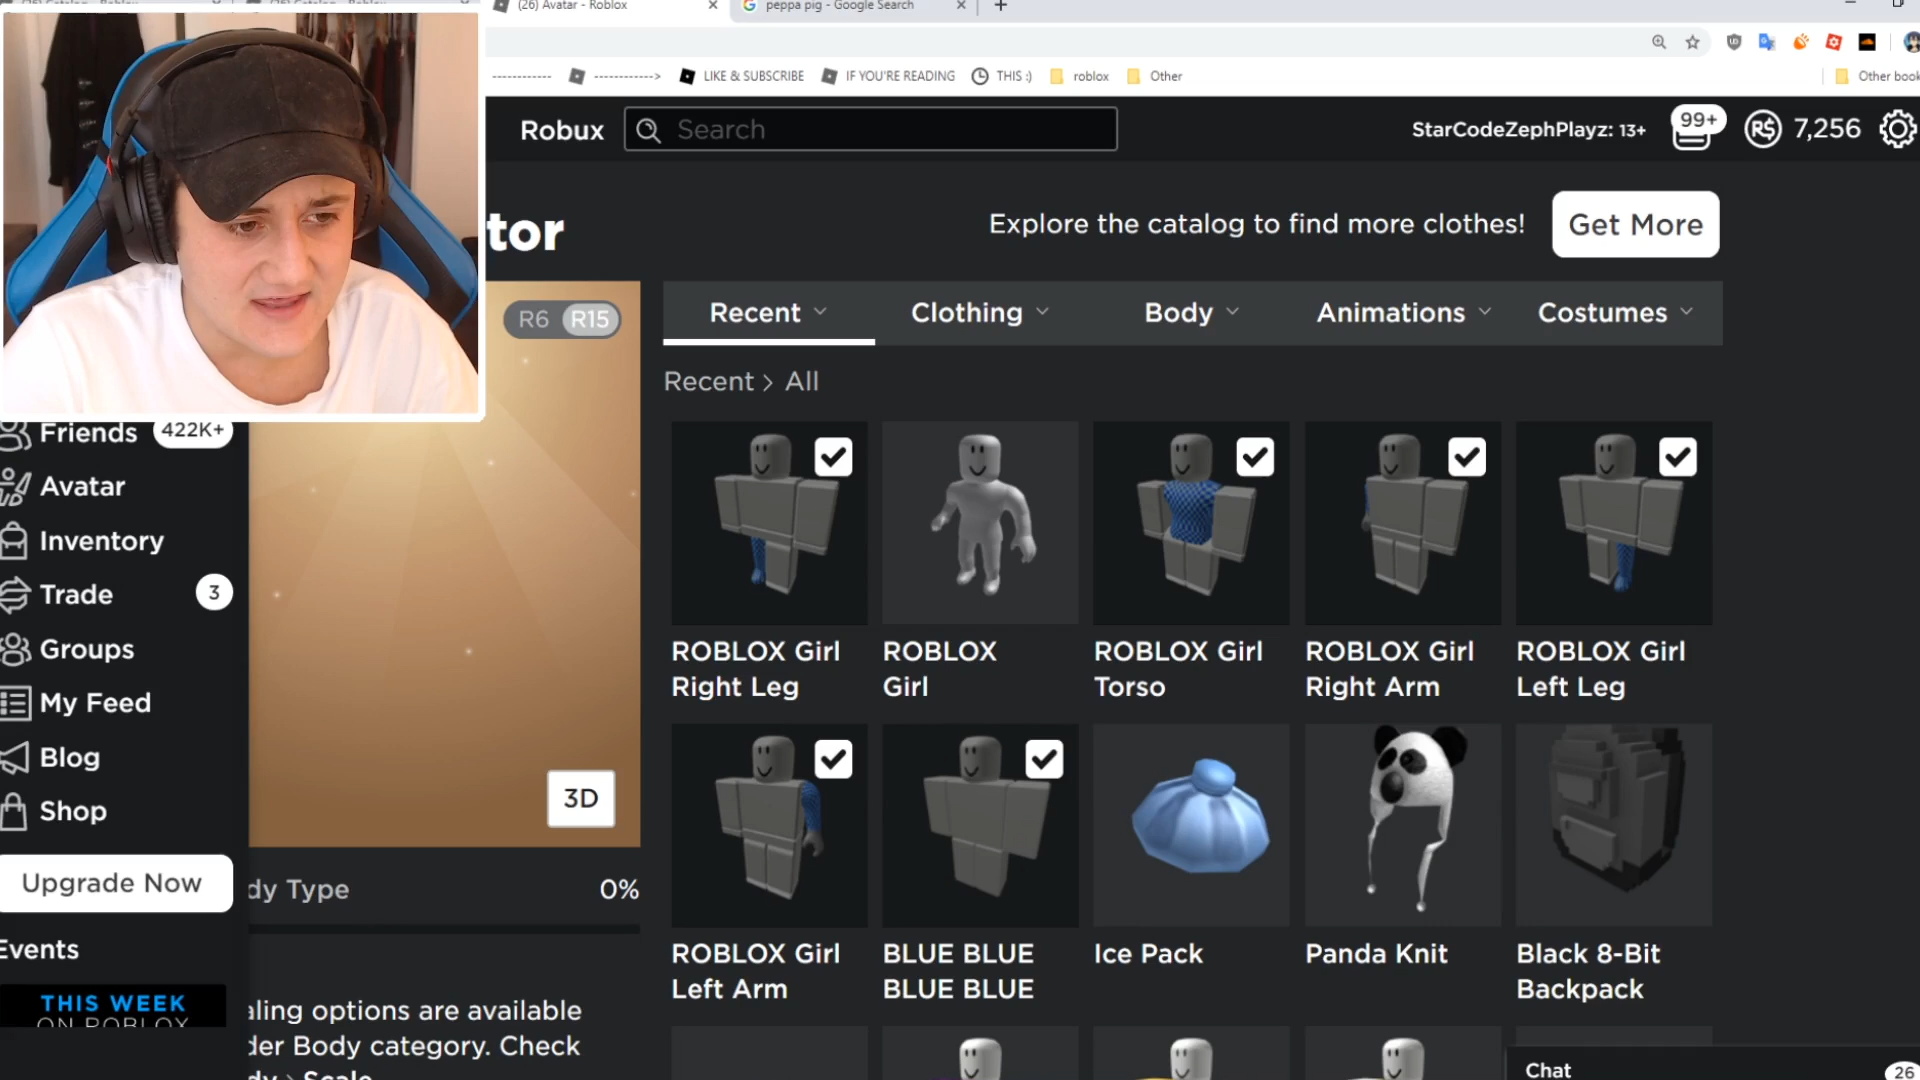 (26) Avatar - Roblox
peppa pig - Google Search
------------
------------>
LIKE & SUBSCRIBE
IF YOU'RE READING
THIS :)
roblox
Other
Other book
Robux
Search
StarCodeZephPlayz: 13+
99+
7,256
tor
Explore the catalog to find more clothes!
Get More
R6 R15
Recent
Clothing
Body
Animations
Costumes
Recent > All
Friends 422K+
Avatar
Inventory
Trade 3
Groups
My Feed
Blog
Shop
Upgrade Now
Events
THIS WEEK
ON ROBLOX
3D
dy Type 0%
aling options are available
der Body category. Check
dy > Scale
ROBLOX Girl
Right Leg
ROBLOX
Girl
ROBLOX Girl
Torso
ROBLOX Girl
Right Arm
ROBLOX Girl
Left Leg
ROBLOX Girl
Left Arm
BLUE BLUE
BLUE BLUE
Ice Pack
Panda Knit
Black 8-Bit
Backpack
Chat 26